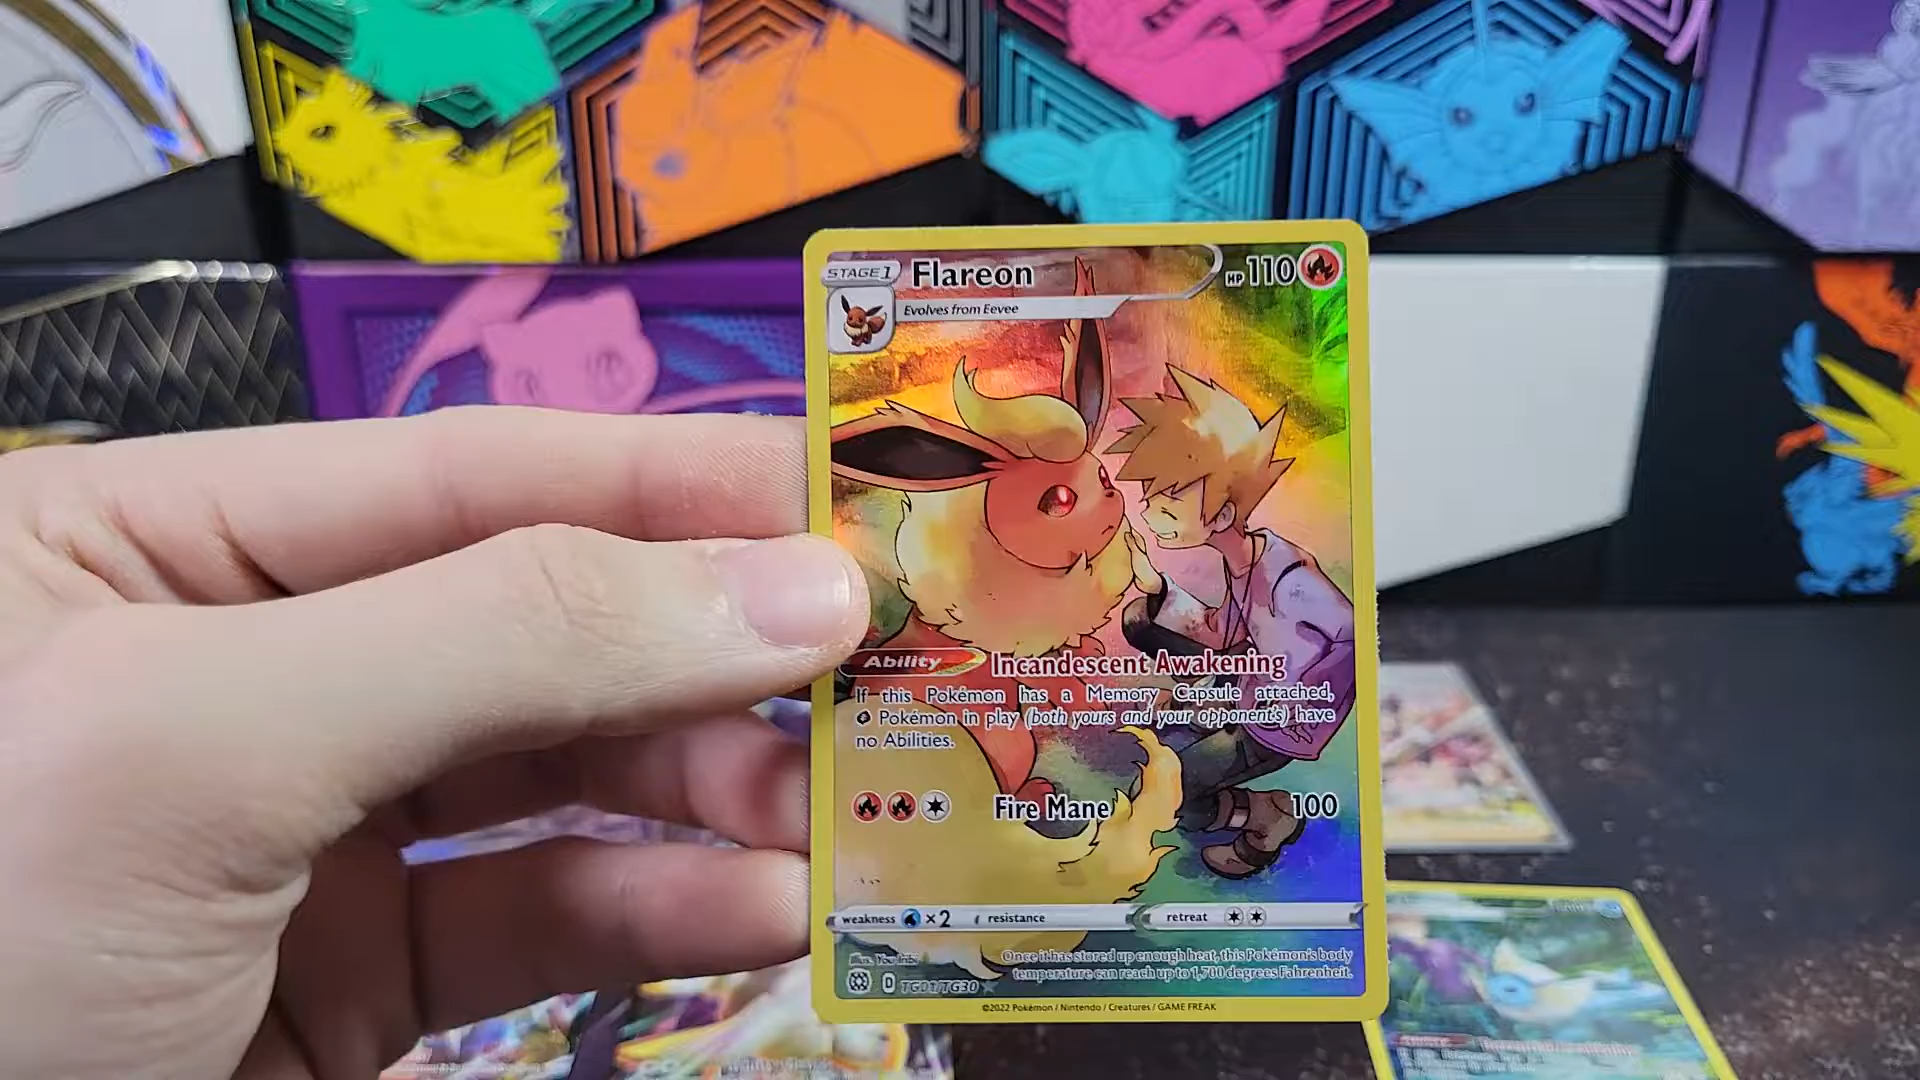 STAGE 1 Flareon HP 110
Evolves from Eevee
Ability Incandescent Awakening
If this Pokémon has a Memory Capsule attached,
Pokémon in play (both yours and your opponent's) have
no Abilities.
Fire Mane 100
weakness ×2 resistance retreat
Illus. You Iribi
Once it has stored up enough heat, this Pokémon's body
temperature can reach up to 1,700 degrees Fahrenheit.
D TG01/TG30
©2022 Pokémon / Nintendo / Creatures / GAME FREAK